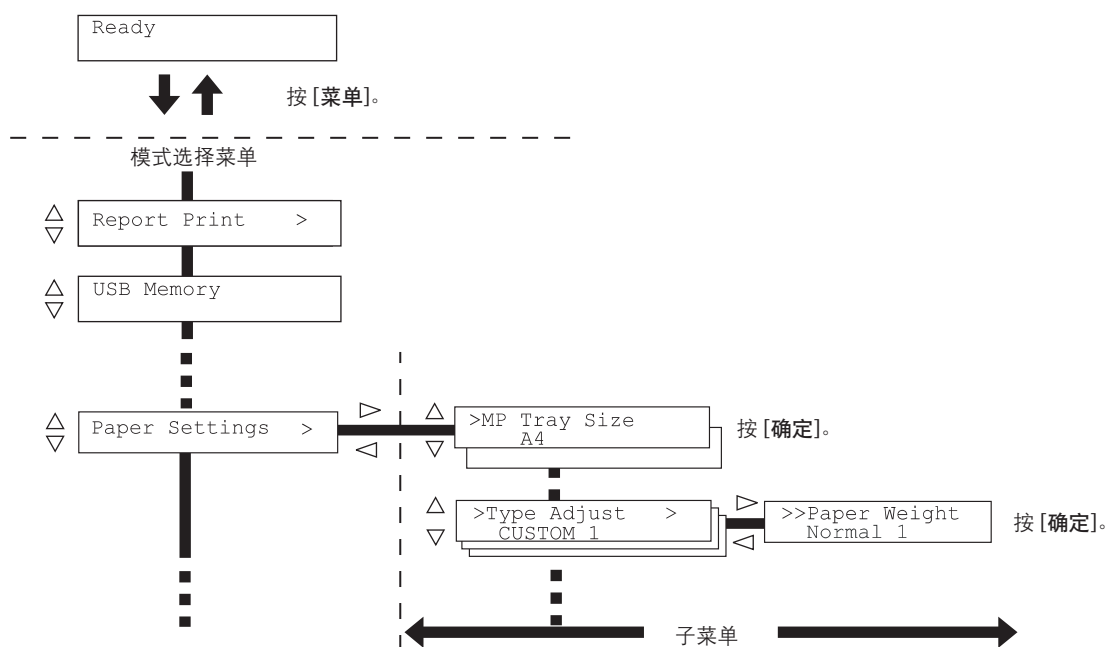 Ready
按 [菜单]。
模式选择菜单
Report Print >
USB Memory
Paper Settings >
>MP Tray Size
A4
按 [确定]。
>Type Adjust >
CUSTOM 1
>>Paper Weight
Normal 1
按 [确定]。
子菜单